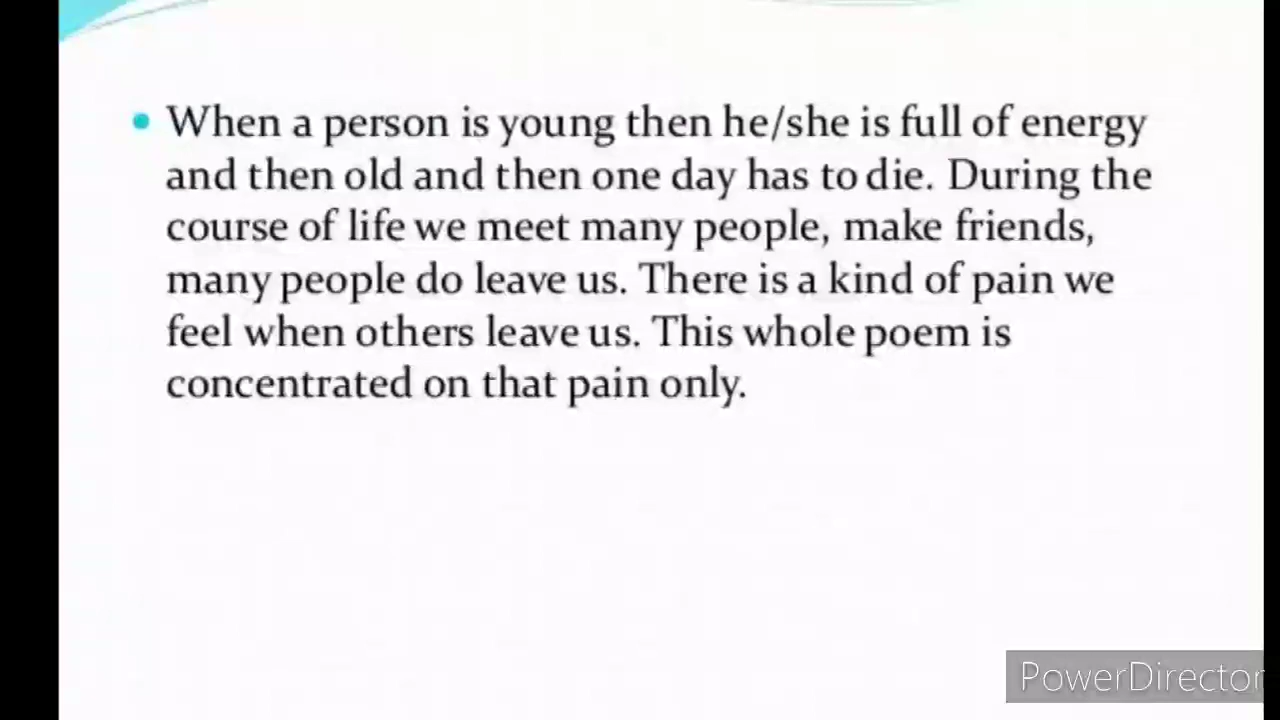 • When a person is young then he/she is full of energy
and then old and then one day has to die. During the
course of life we meet many people, make friends,
many people do leave us. There is a kind of pain we
feel when others leave us. This whole poem is
concentrated on that pain only.
PowerDirector